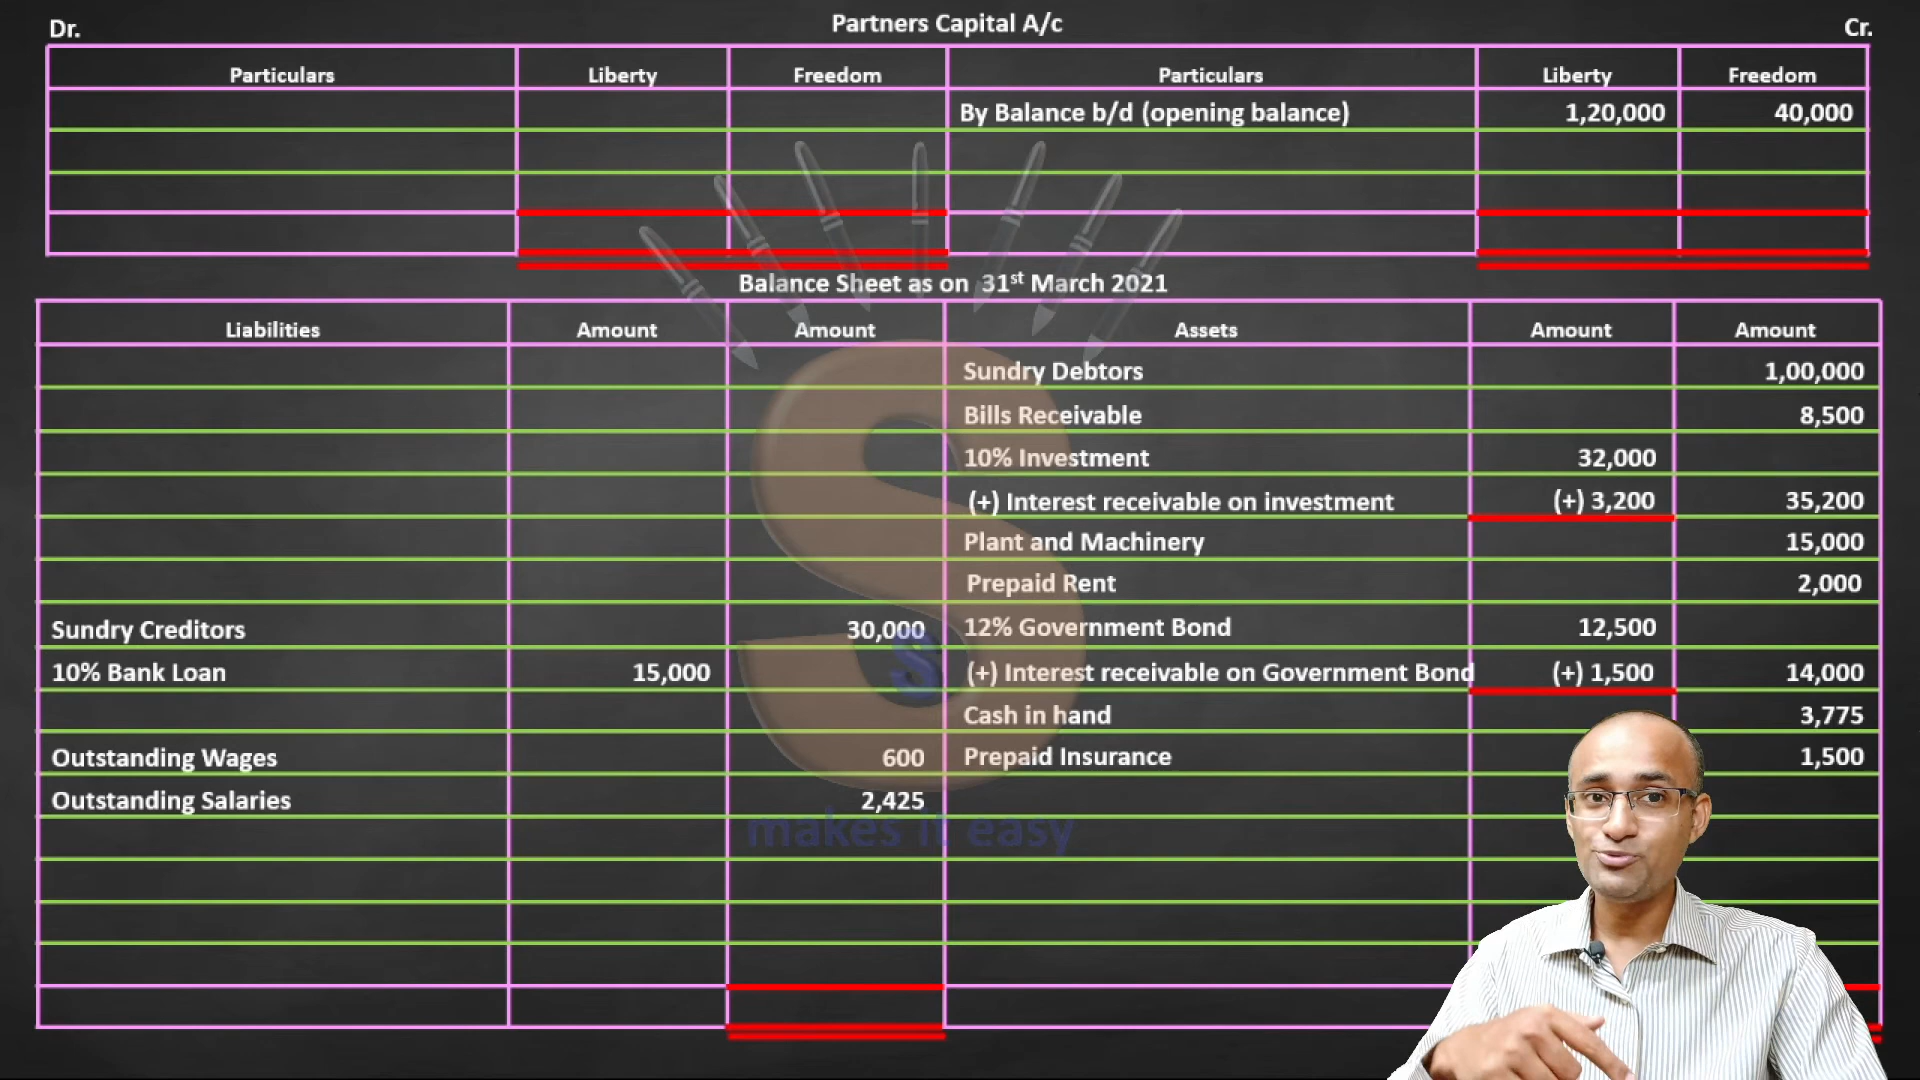 Dr.
Partners Capital A/c
Cr.
Particulars Liberty Freedom Particulars Liberty Freedom
By Balance b/d (opening balance) 1,20,000 40,000
Balance Sheet as on 31st March 2021
Liabilities Amount Amount Assets Amount Amount
Sundry Debtors 1,00,000
Bills Receivable 8,500
10% Investment 32,000
(+) Interest receivable on investment (+) 3,200 35,200
Plant and Machinery 15,000
Prepaid Rent 2,000
Sundry Creditors 30,000 12% Government Bond 12,500
10% Bank Loan 15,000 (+) Interest receivable on Government Bond (+) 1,500 14,000
Cash in hand 3,775
Outstanding Wages 600 Prepaid Insurance 1,500
Outstanding Salaries 2,425
S
S
makes it easy